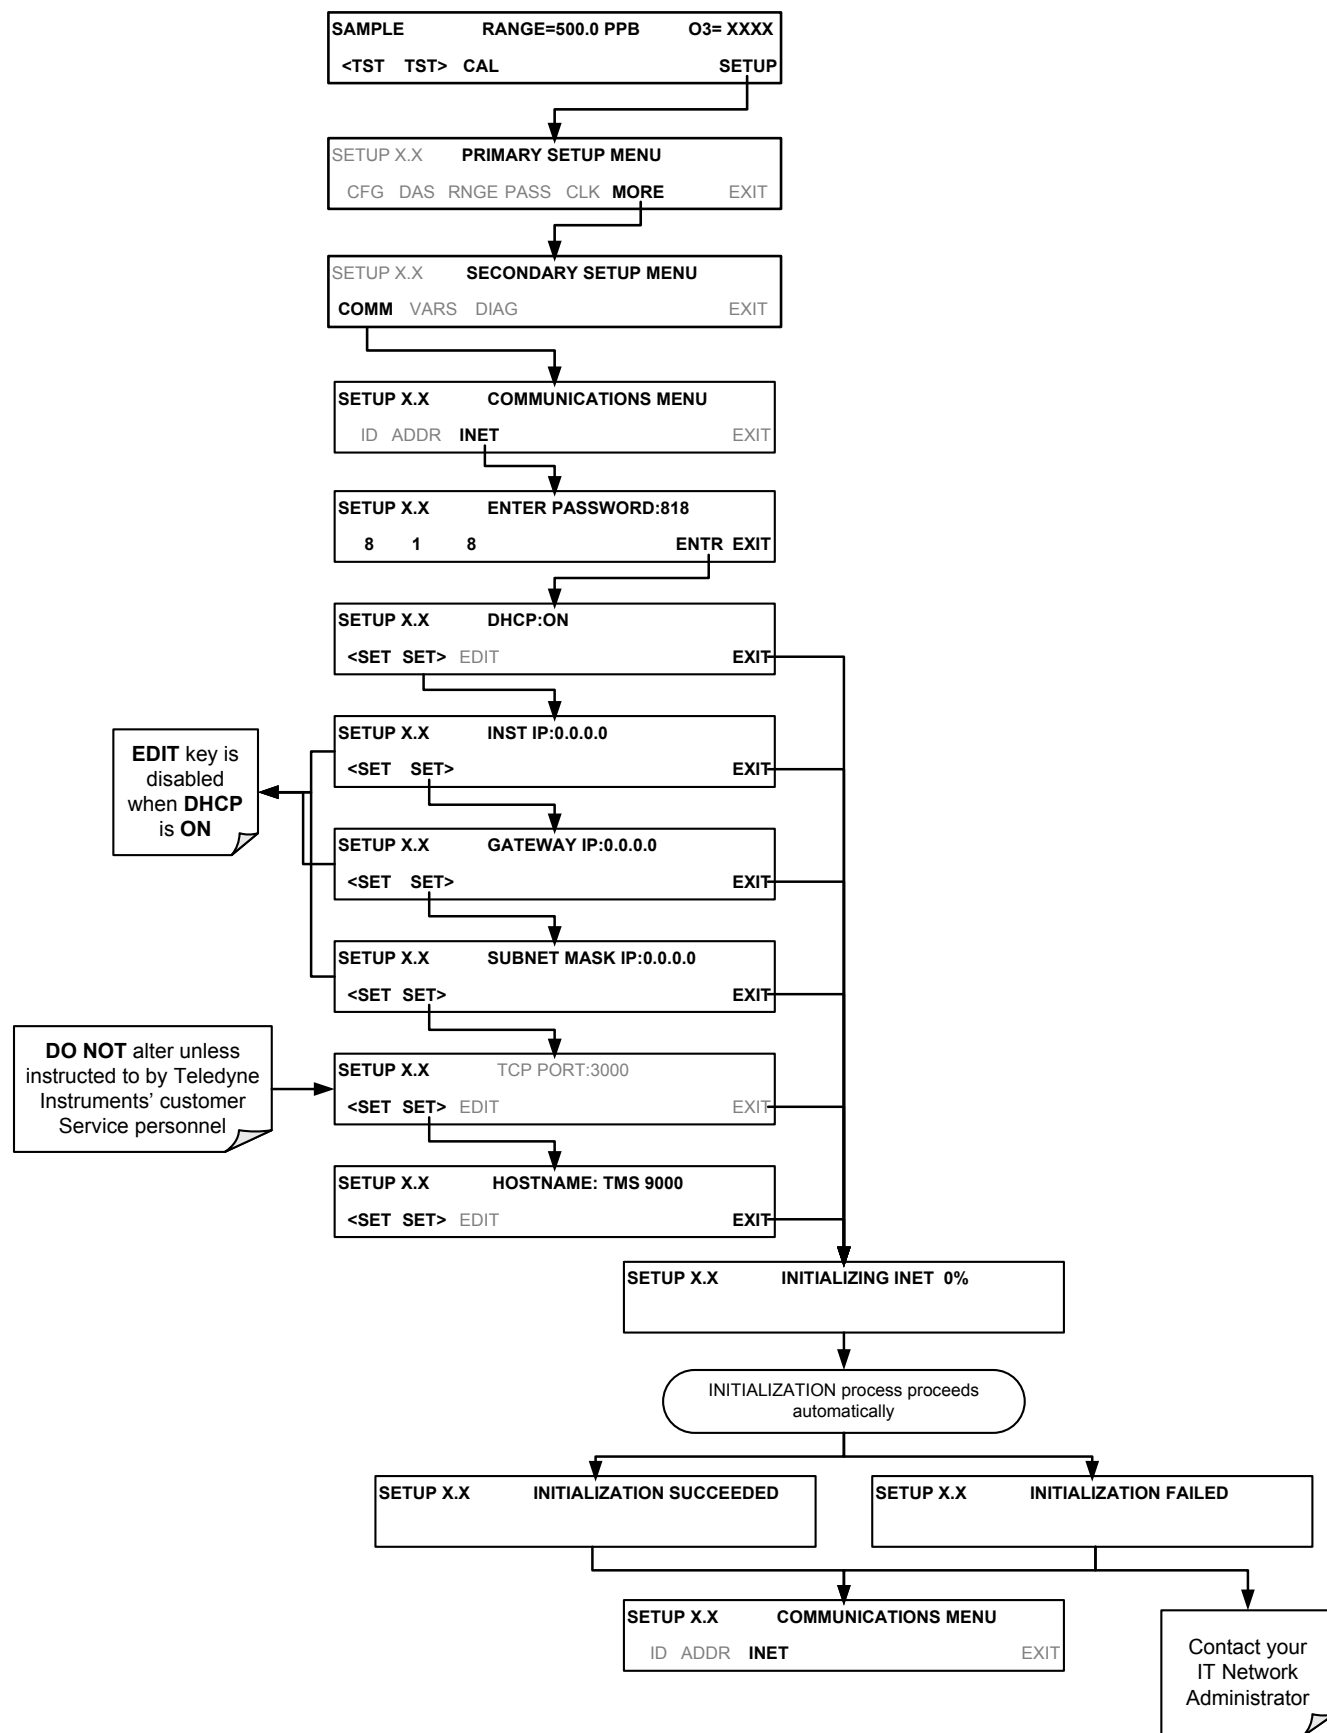 SAMPLE RANGE=500.0 PPB O3= XXXX
<TST TST> CAL SETUP
SETUP X.X PRIMARY SETUP MENU
CFG DAS RNGE PASS CLK MORE EXIT
SETUP X.X SECONDARY SETUP MENU
COMM VARS DIAG EXIT
SETUP X.X COMMUNICATIONS MENU
ID ADDR INET EXIT
SETUP X.X ENTER PASSWORD:818
8 1 8 ENTR EXIT
SETUP X.X DHCP:ON
<SET SET> EDIT EXIT
SETUP X.X INST IP:0.0.0.0
<SET SET> EXIT
EDIT key is
disabled
when DHCP
is ON
SETUP X.X GATEWAY IP:0.0.0.0
<SET SET> EXIT
SETUP X.X SUBNET MASK IP:0.0.0.0
<SET SET> EXIT
DO NOT alter unless
instructed to by Teledyne
Instruments’ customer
Service personnel
SETUP X.X TCP PORT:3000
<SET SET> EDIT EXIT
SETUP X.X HOSTNAME: TMS 9000
<SET SET> EDIT EXIT
SETUP X.X INITIALIZING INET 0%
INITIALIZATION process proceeds
automatically
SETUP X.X INITIALIZATION SUCCEEDED
SETUP X.X INITIALIZATION FAILED
SETUP X.X COMMUNICATIONS MENU
ID ADDR INET EXIT
Contact your
IT Network
Administrator